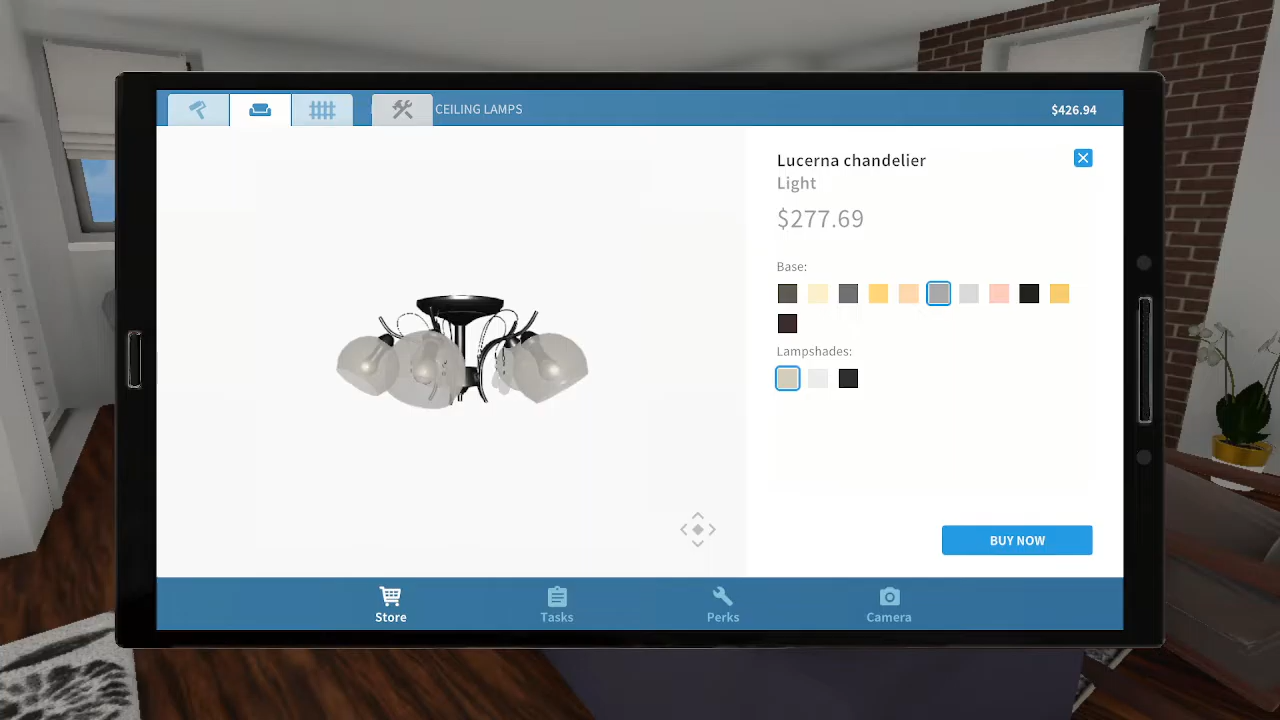 CEILING LAMPS
$426.94
Lucerna chandelier
Light
$277.69
Base:
Lampshades:
BUY NOW
Store
Tasks
Perks
Camera